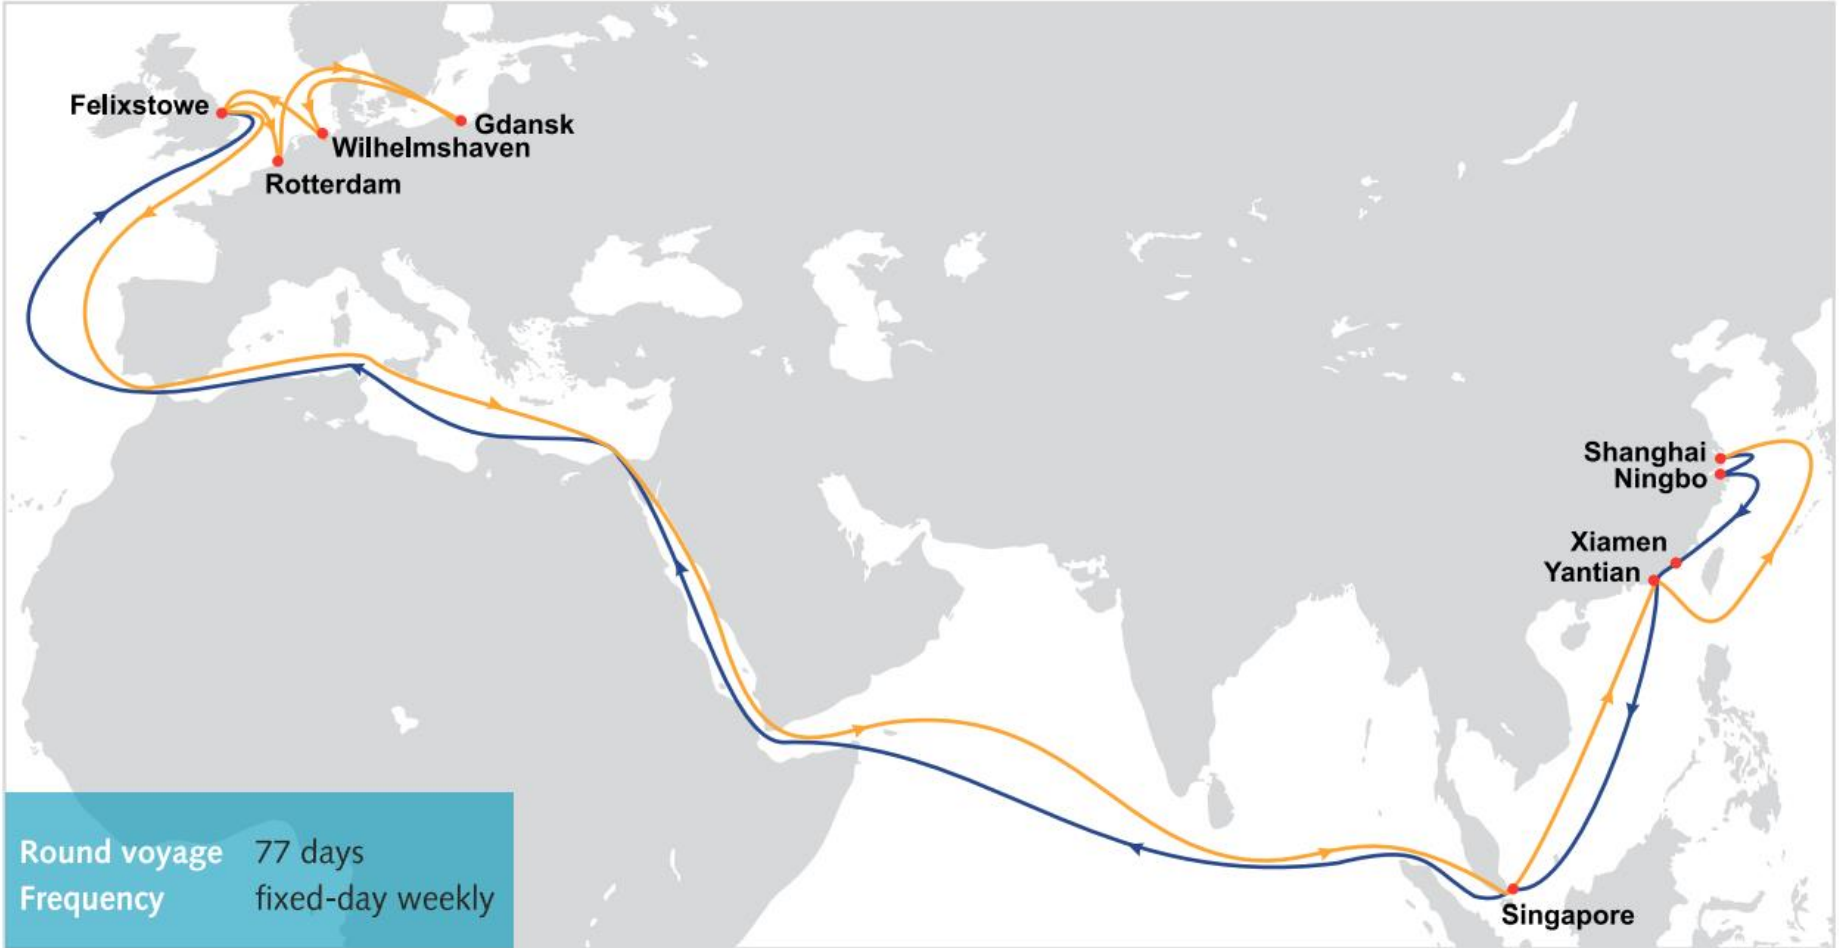 Felixstowe
Gdansk
Wilhelmshaven
Rotterdam
Shanghai
Ningbo
Xiamen
Yantian
Singapore
Round voyage 77 days
Frequency fixed-day weekly